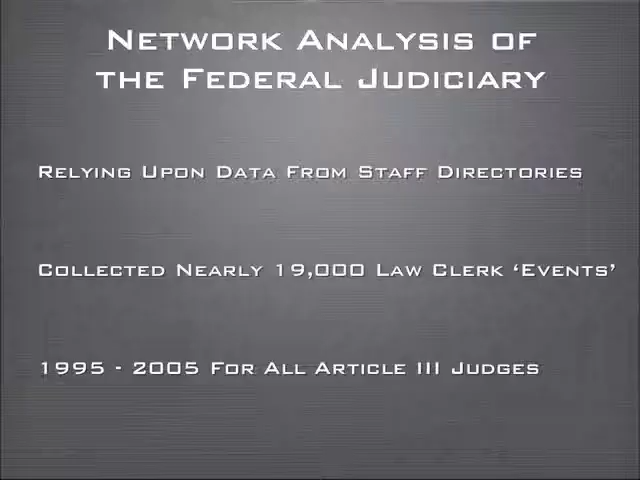 Network Analysis of
the Federal Judiciary
Relying Upon Data From Staff Directories
Collected Nearly 19,000 Law Clerk ‘Events’
1995 - 2005 For All Article III Judges